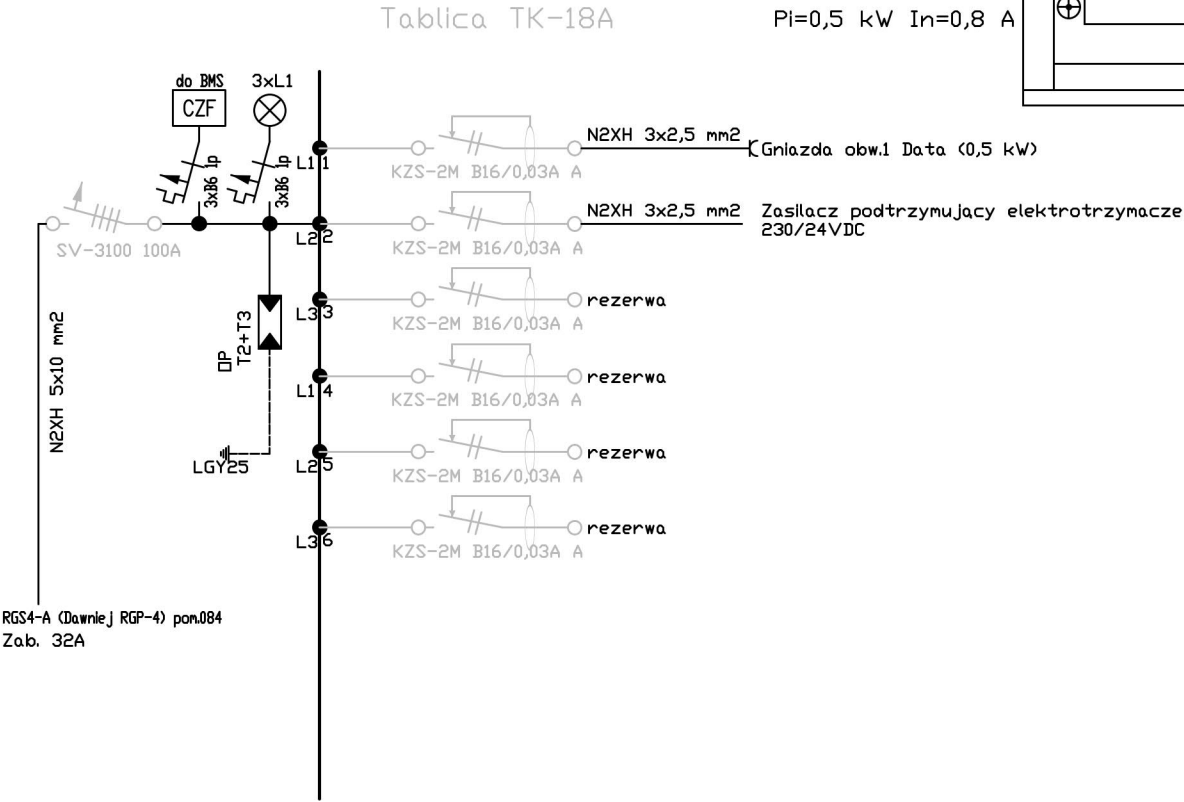 Tablica TK-18A
Pi=0,5 kW In=0,8 A
do BMS
3xL1
CZF
3xB6 1p
3xB6 1p
L1 1
KZS-2M B16/0,03A A
N2XH 3x2,5 mm2
Gniazda obw.1 Data (0,5 kW)
SV-3100 100A
L2 2
KZS-2M B16/0,03A A
N2XH 3x2,5 mm2
Zasilacz podtrzymujący elektrotrzymacze
230/24VDC
L3 3
KZS-2M B16/0,03A A
rezerwa
OP
T2+T3
N2XH 5x10 mm2
L1 4
KZS-2M B16/0,03A A
rezerwa
LGY25
L2 5
KZS-2M B16/0,03A A
rezerwa
L3 6
KZS-2M B16/0,03A A
rezerwa
RGS4-A (Dawniej RGP-4) pom.084
Zab. 32A